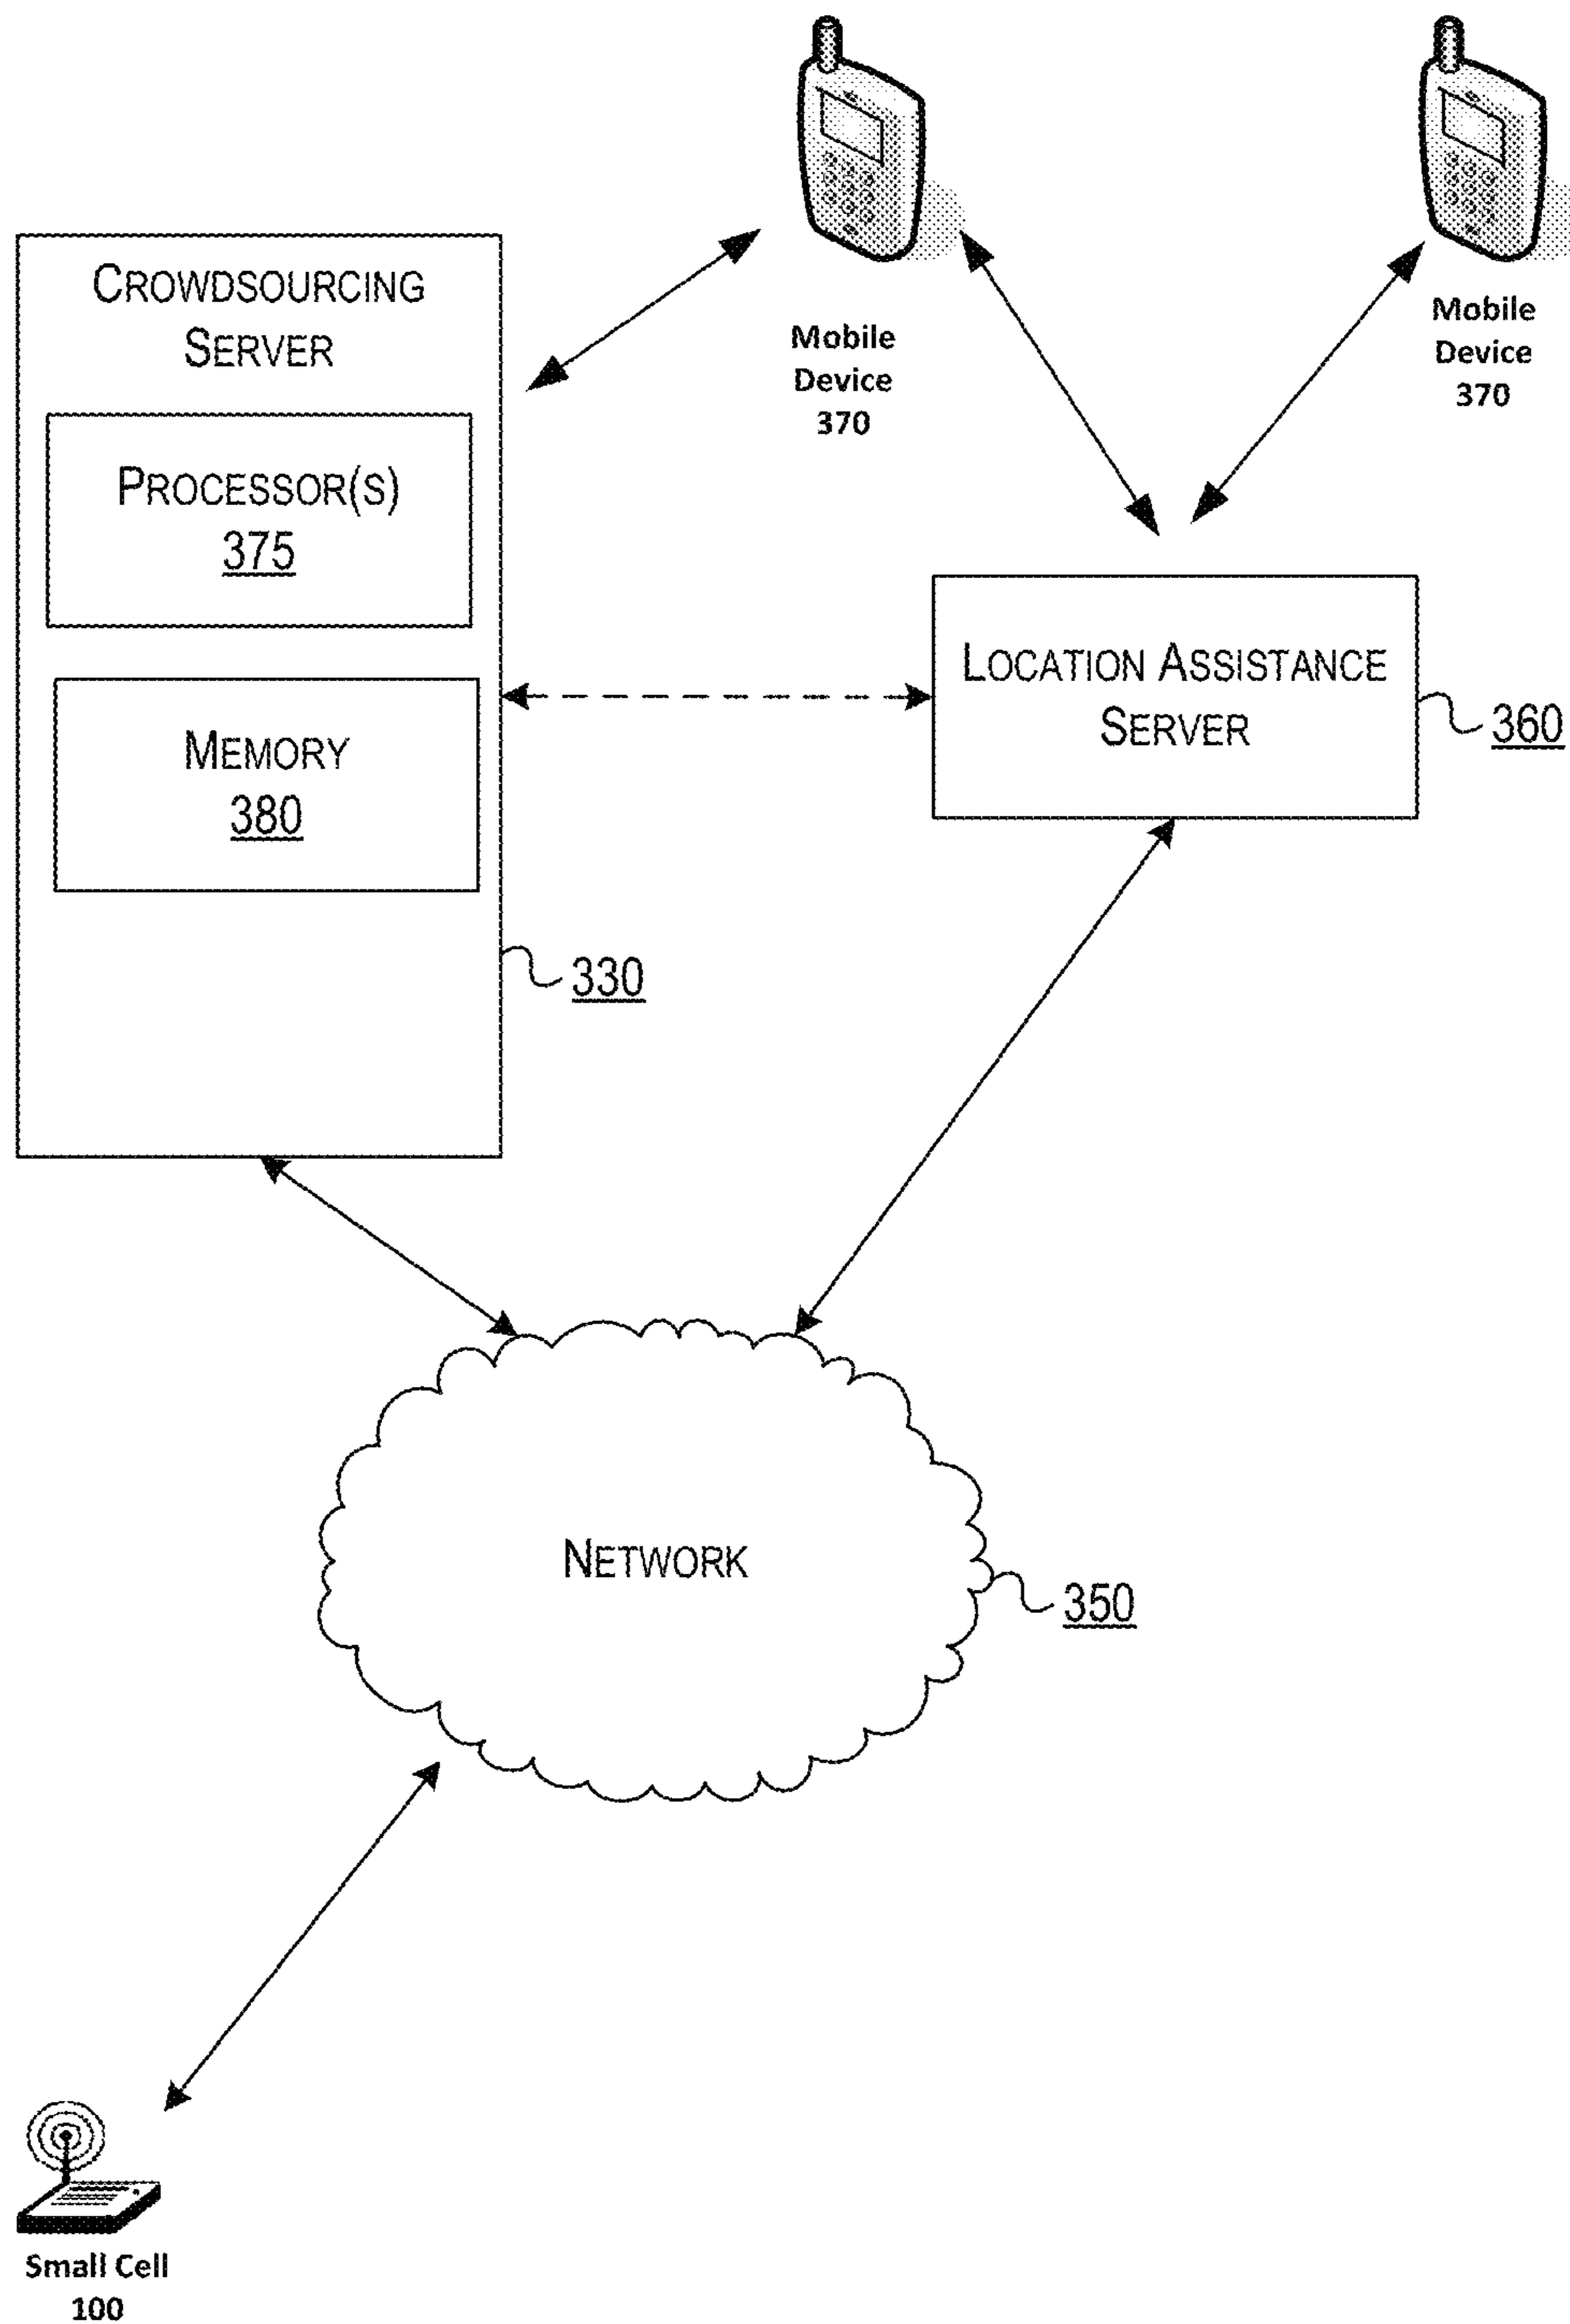 CROWDSOURCING
SERVER
PROCESSOR(S)
375
MEMORY
380
330
Mobile
Device
370
Mobile
Device
370
LOCATION ASSISTANCE
SERVER
360
NETWORK
350
Small Cell
100